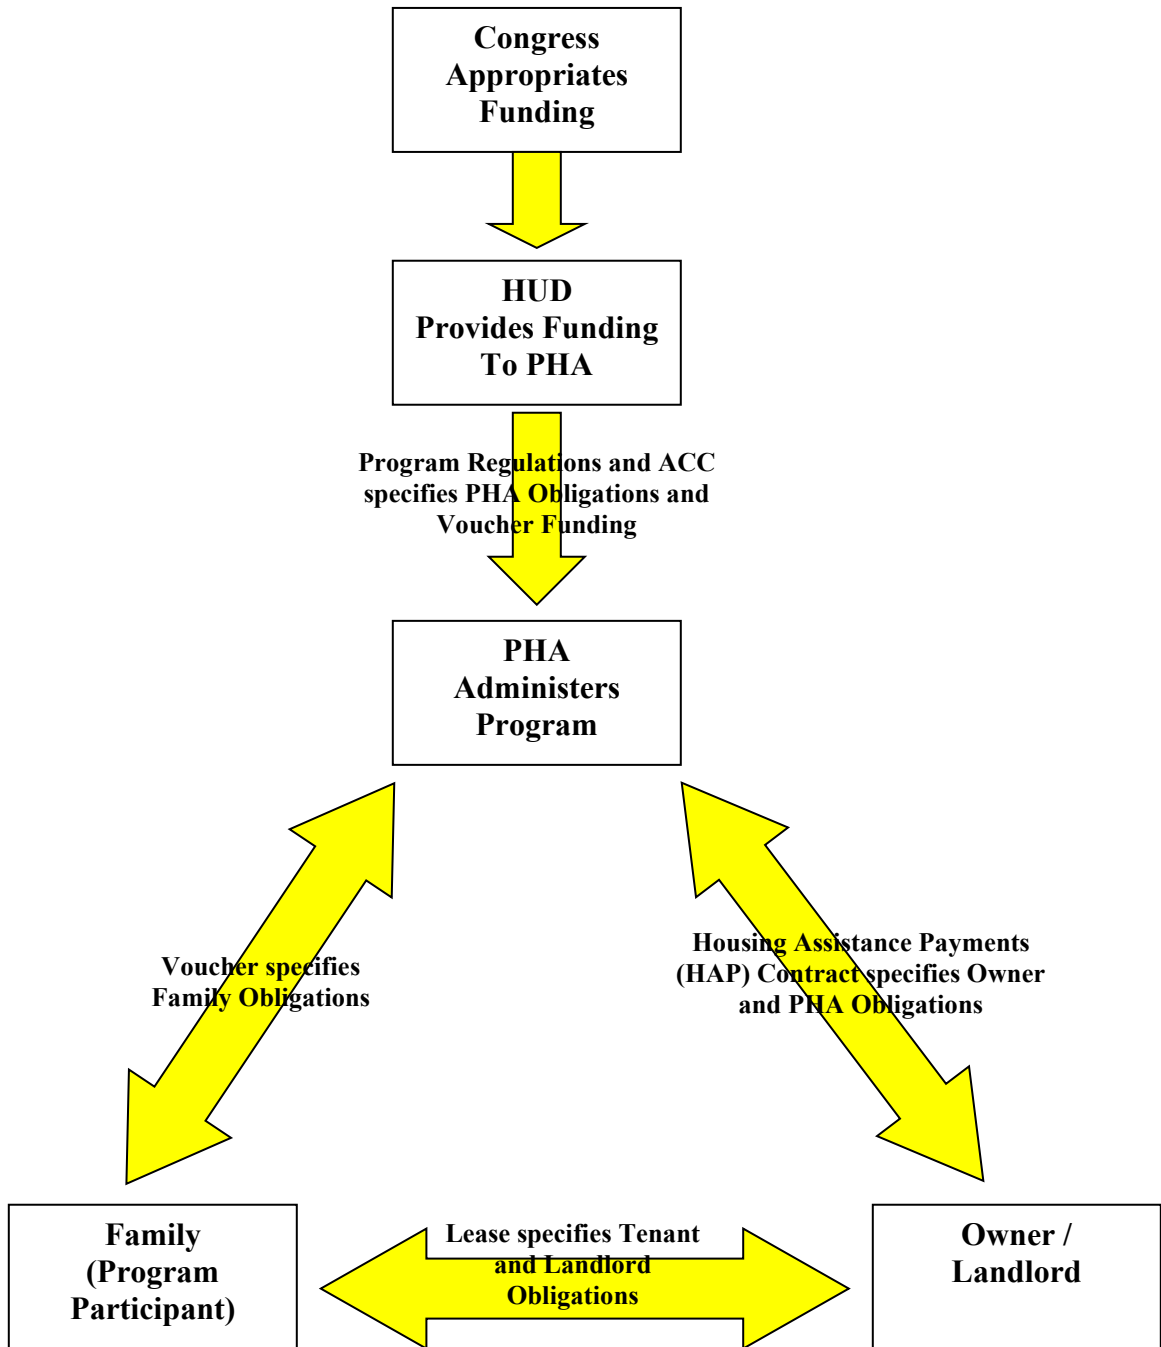 Congress
Appropriates
Funding
HUD
Provides Funding
To PHA
Program Regulations and ACC
specifies PHA Obligations and
Voucher Funding
PHA
Administers
Program
Voucher specifies
Family Obligations
Housing Assistance Payments
(HAP) Contract specifies Owner
and PHA Obligations
Family
(Program
Participant)
Lease specifies Tenant
and Landlord
Obligations
Owner /
Landlord